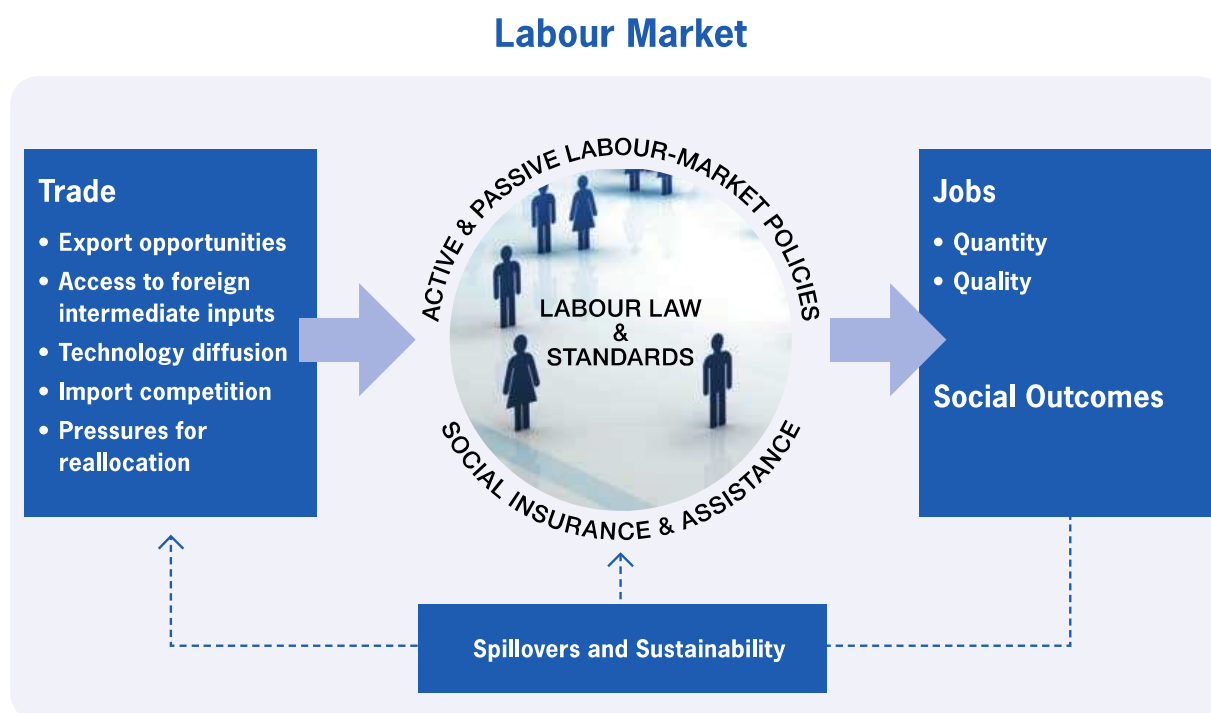 Labour Market
Trade
• Export opportunities
• Access to foreign
intermediate inputs
• Technology diffusion
• Import competition
• Pressures for
reallocation
ACTIVE & PASSIVE LABOUR-MARKET POLICIES
LABOUR LAW
&
STANDARDS
SOCIAL INSURANCE & ASSISTANCE
Jobs
• Quantity
• Quality
Social Outcomes
Spillovers and Sustainability